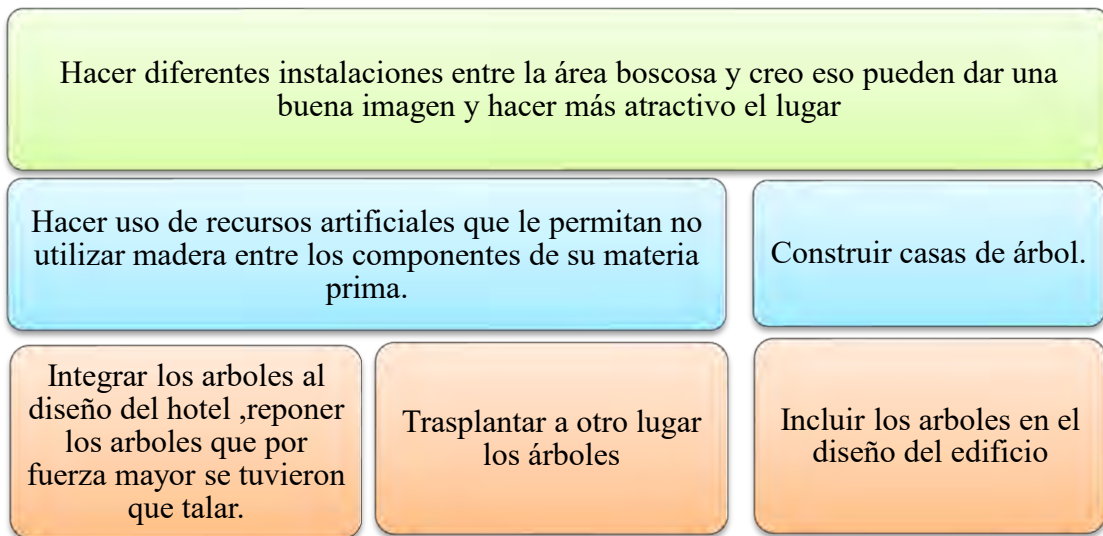 Hacer diferentes instalaciones entre la área boscosa y creo eso pueden dar una
buena imagen y hacer más atractivo el lugar
Hacer uso de recursos artificiales que le permitan no
utilizar madera entre los componentes de su materia
prima.
Construir casas de árbol.
Integrar los arboles al
diseño del hotel ,reponer
los arboles que por
fuerza mayor se tuvieron
que talar.
Trasplantar a otro lugar
los árboles
Incluir los arboles en el
diseño del edificio